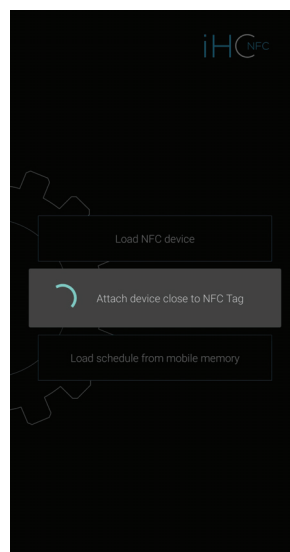 iHC NFC
Load NFC device
Attach device close to NFC Tag
Load schedule from mobile memory